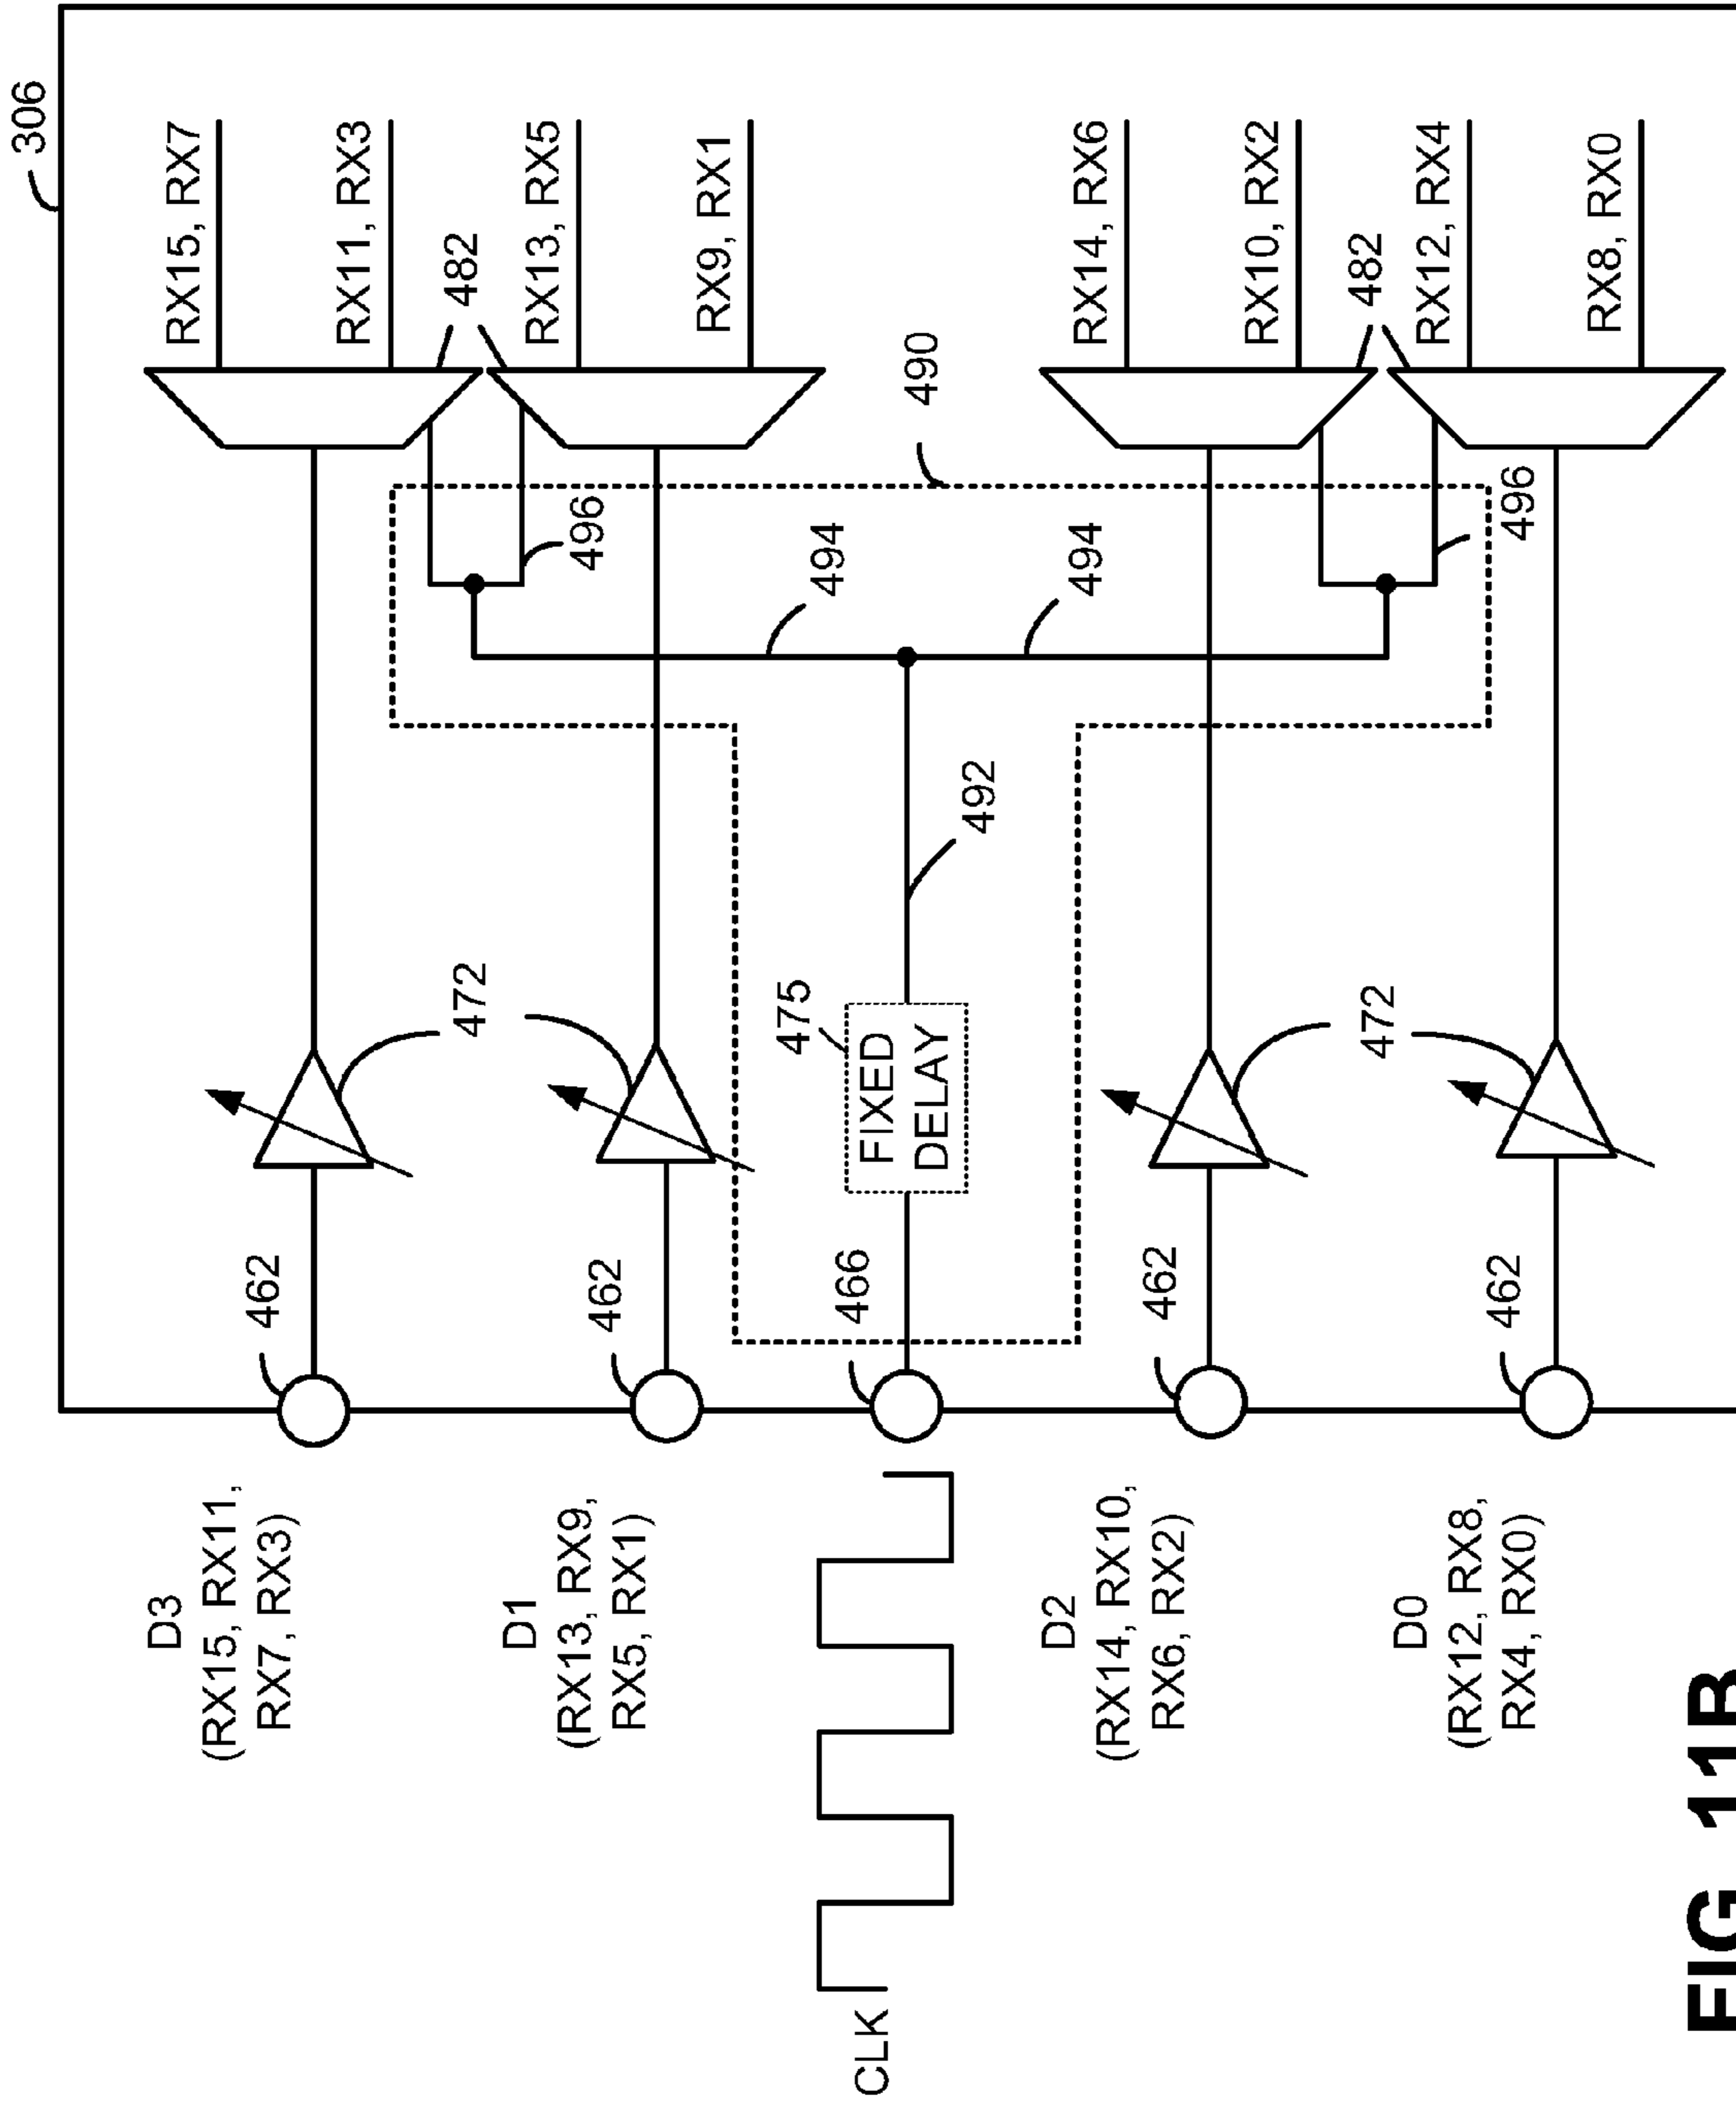 306
D3
(RX15, RX11,
RX7, RX3)
462
472
RX15, RX7
RX11, RX3
482
D1
(RX13, RX9,
RX5, RX1)
462
496
RX13, RX5
RX9, RX1
494
490
CLK
466
475
FIXED
DELAY
492
494
D2
(RX14, RX10,
RX6, RX2)
462
472
RX14, RX6
RX10, RX2
482
D0
(RX12, RX8,
RX4, RX0)
462
496
RX12, RX4
RX8, RX0
FIG 11B